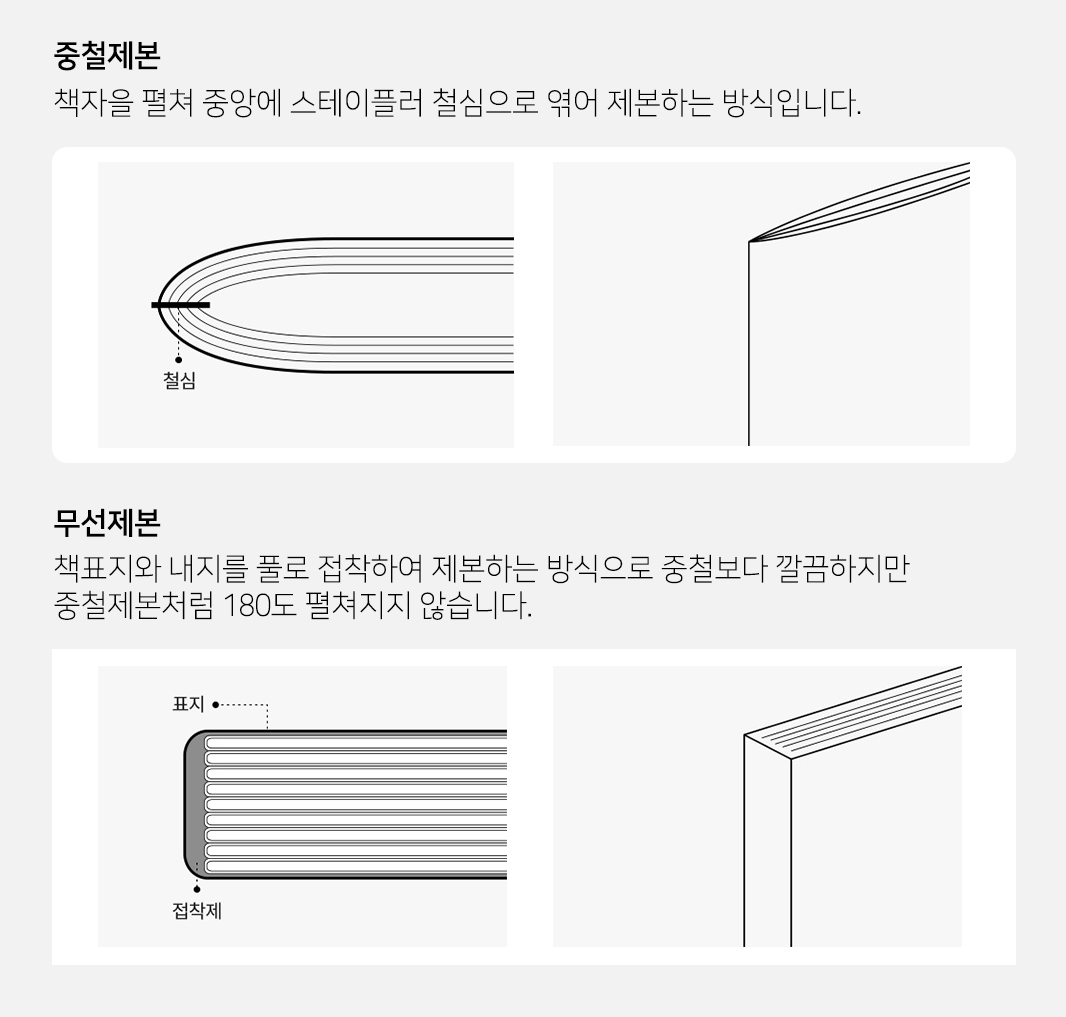 중철제본
책자을 펼쳐 중앙에 스테이플러 철심으로 엮어 제본하는 방식입니다.
철심
무선제본
책표지와 내지를 풀로 접착하여 제본하는 방식으로 중철보다 깔끔하지만
중철제본처럼 180도 펼쳐지지 않습니다.
표지
접착제